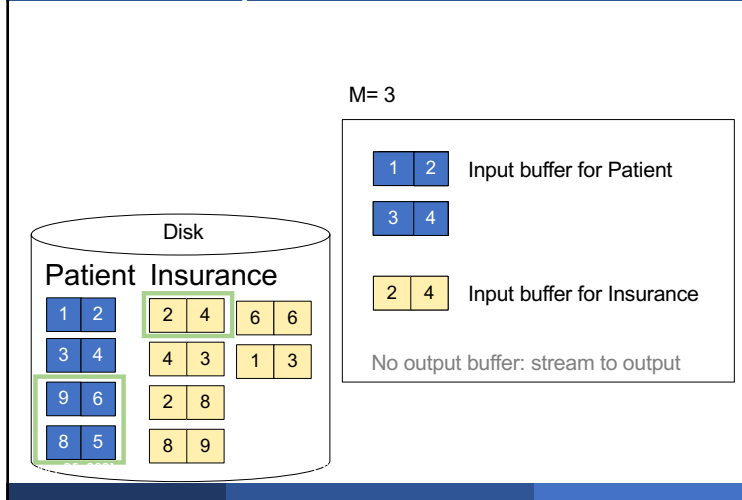 M= 3
1 2 Input buffer for Patient
3 4
2 4 Input buffer for Insurance
No output buffer: stream to output
Disk
Patient Insurance
1 2 2 4 6 6
3 4 4 3 1 3
9 6 2 8
8 5 8 9